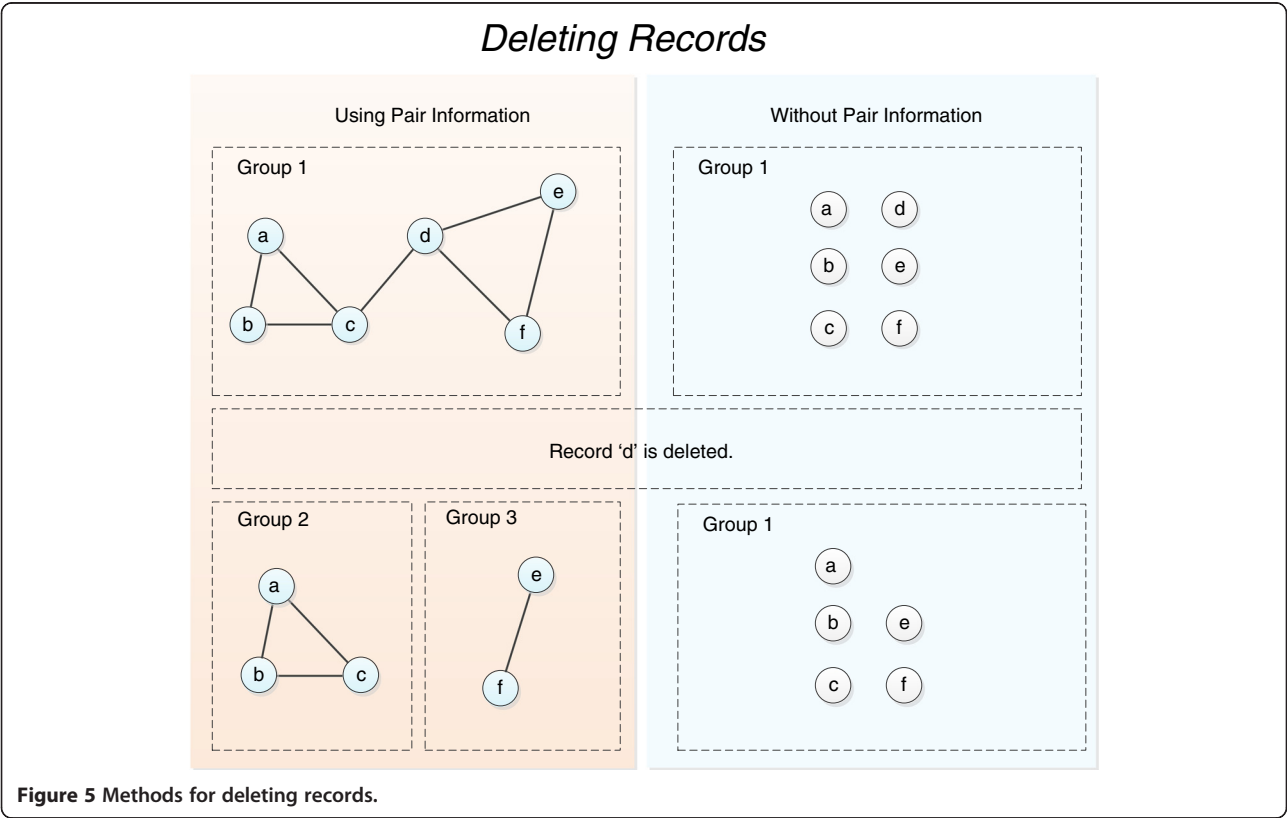 Deleting Records
Using Pair Information
Group 1
a
b
c
d
e
f
Without Pair Information
Group 1
a d
b e
c f
Record ‘d’ is deleted.
Group 2
a
b
c
Group 3
e
f
Group 1
a
b e
c f
Figure 5 Methods for deleting records.